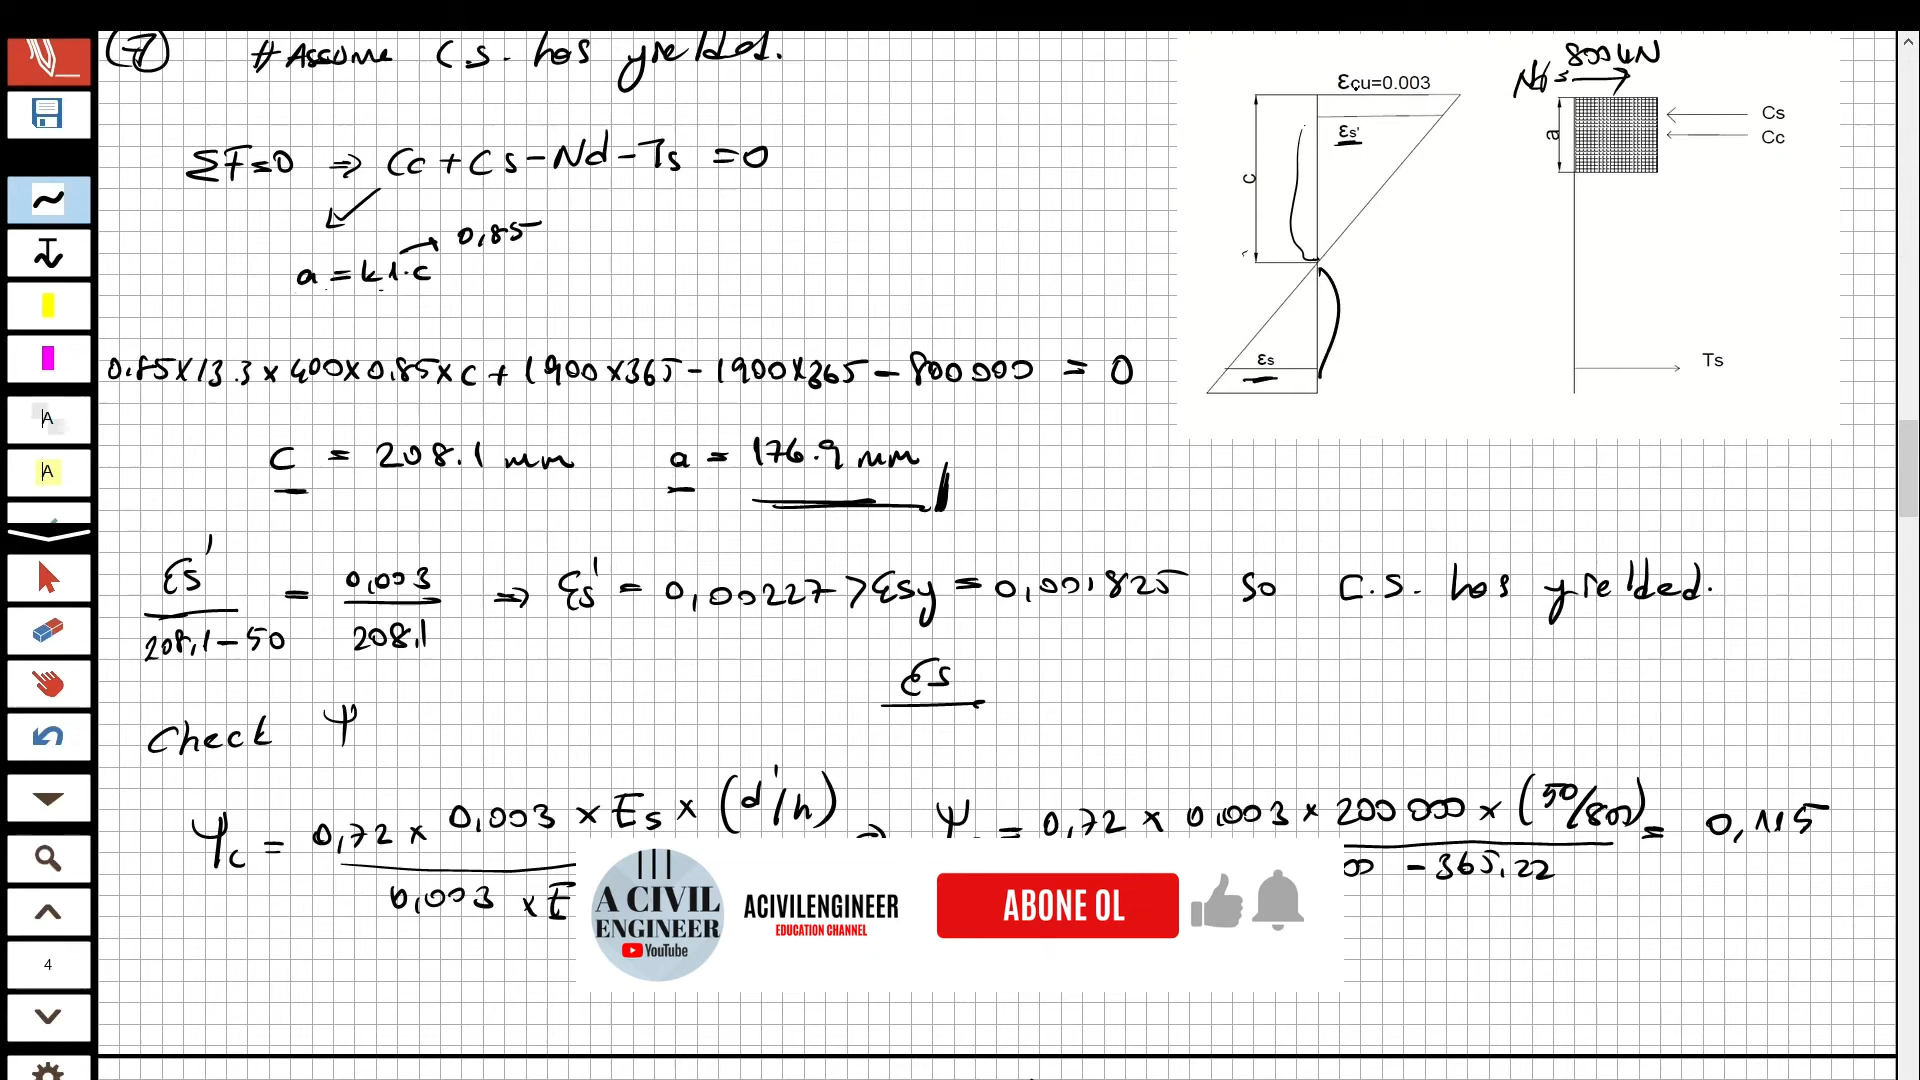 (7) # Assume C.s. has yielded.
ΣF=0 ⇒ Cc + Cs - Nd - Ts = 0
a = k1.c → 0,85
0.85×13.3×400×0.85×c + 1900×365 - 1900×365 - 800000 = 0
c = 208.1 mm a = 176.9 mm
εs' / 208,1-50 = 0,003 / 208,1 ⇒ εs' = 0,00227 > εsy = 0,001825 so C.S. has yielded.
εs
Check Ψ
Ψc = 0,72 × 0,003 × Es × (d'/h) / 0,003 × E
Ψ = 0,72 × 0,003 × 200 000 × (50/800) / 00 - 365,22 = 0,115
εcu=0.003
εs'
c
εs
Nd = 800 kN
a
Cs
Cc
Ts
A CIVIL
ENGINEER
YouTube
ACIVILENGINEER
EDUCATION CHANNEL
ABONE OL
A
A
4